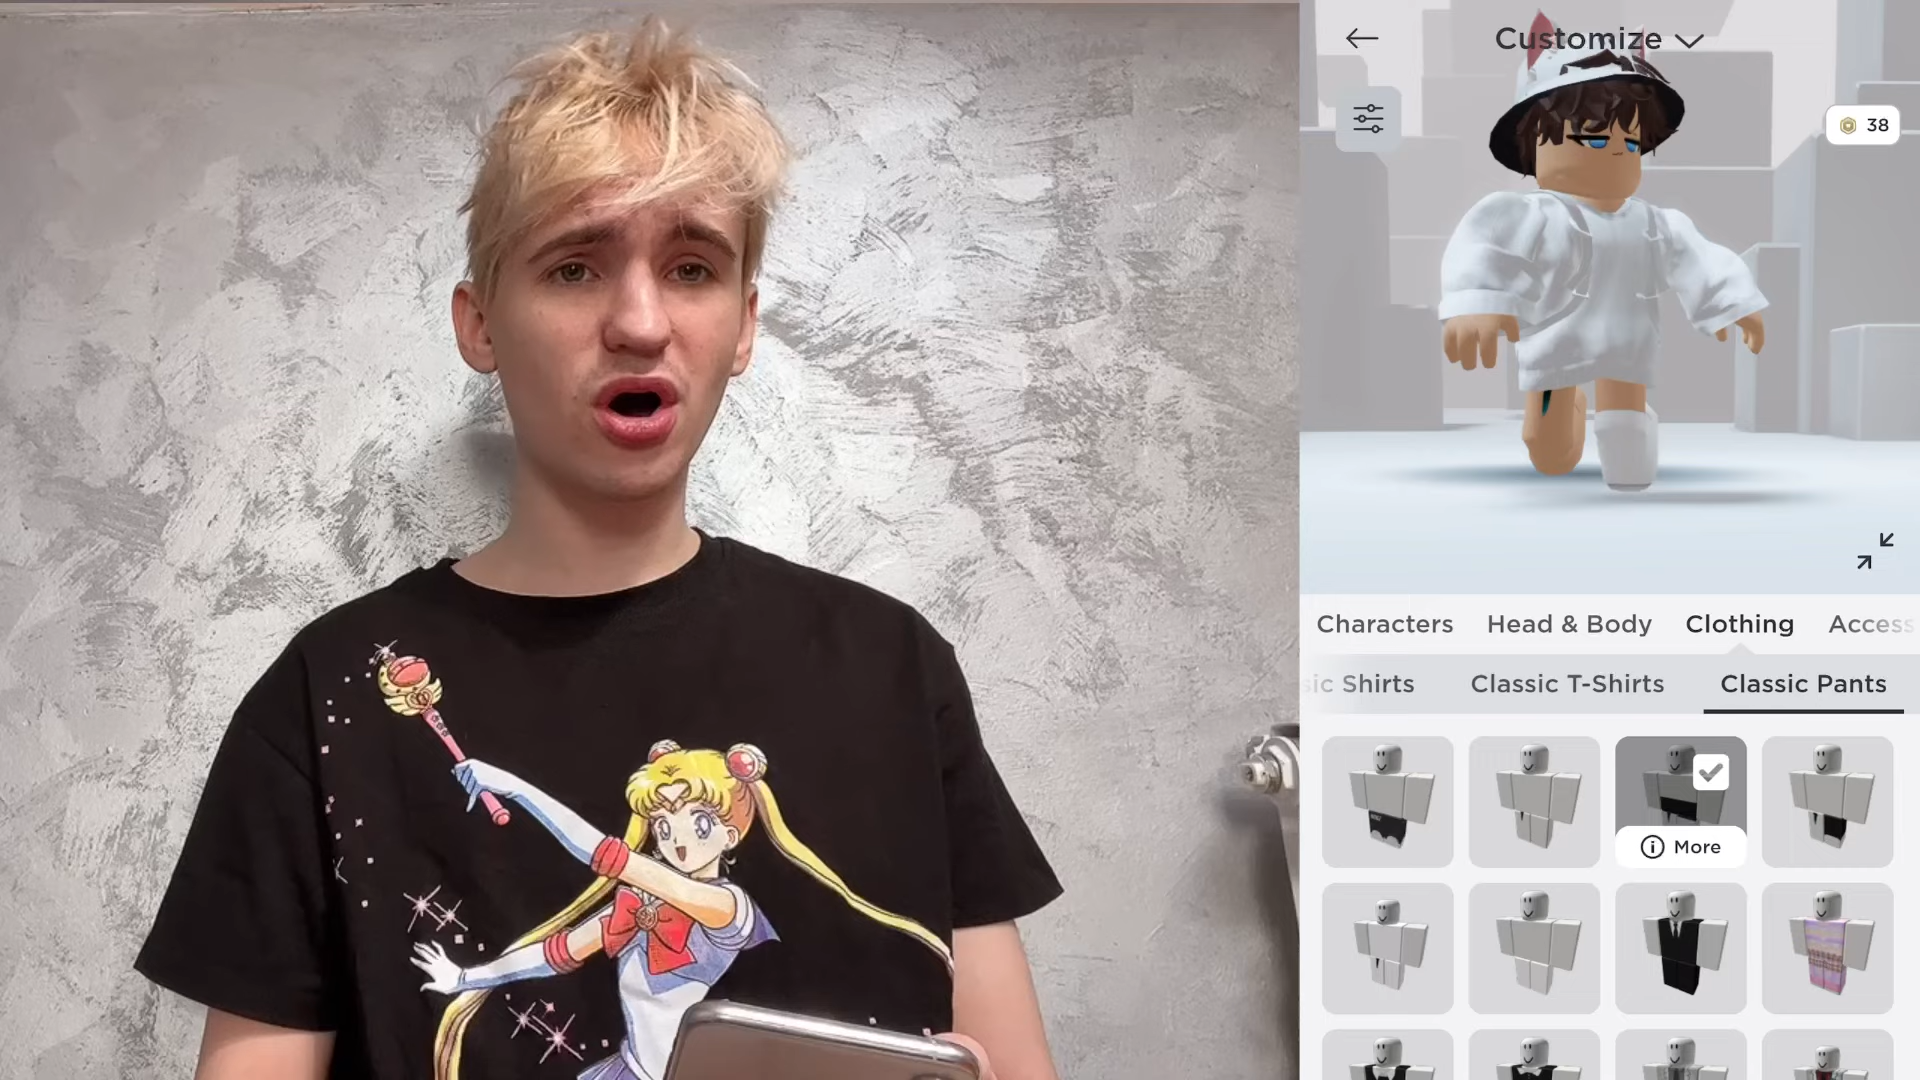 Customize
38
Characters Head & Body Clothing Access
ic Shirts Classic T-Shirts Classic Pants
More